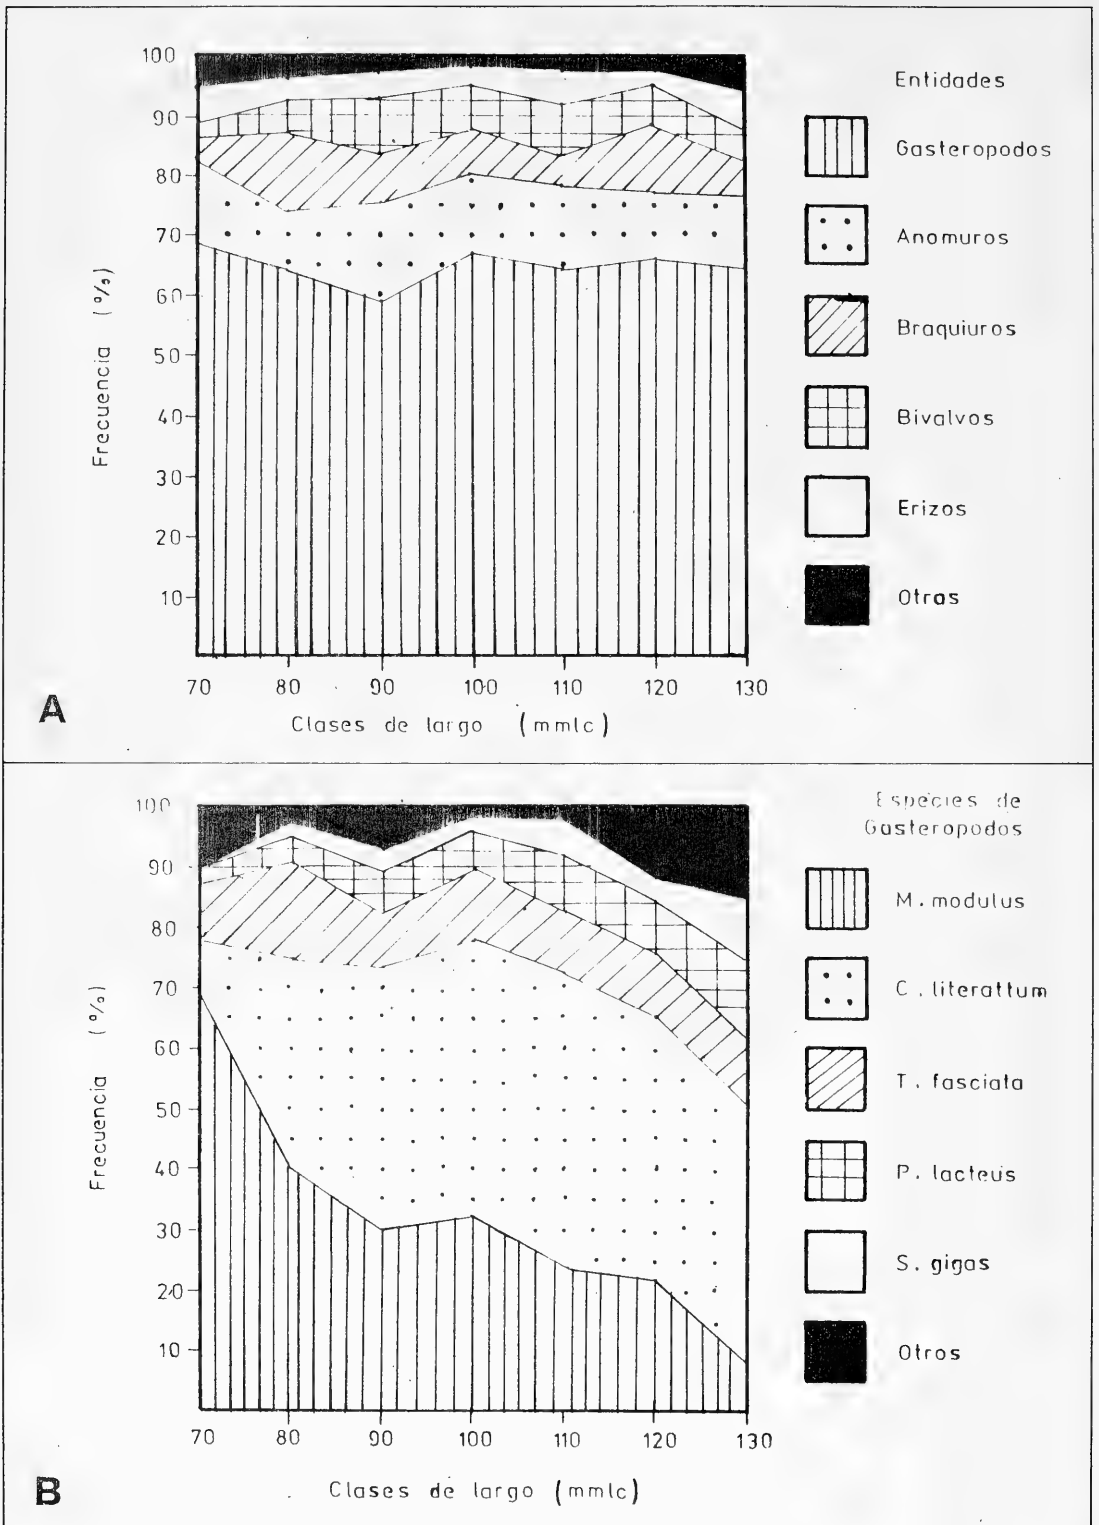 100
90
80
70
60
50
40
30
20
10
Frecuencia (%)
70 80 90 100 110 120 130
Clases de largo (mmlc)
A
Entidades
Gasteropodos
Anomuros
Braquiuros
Bivalvos
Erizos
Otras
100
90
80
70
60
50
40
30
20
10
Frecuencia (%)
70 80 90 100 110 120 130
Clases de largo (mmlc)
B
Espécies de
Gasteropodos
M. modulus
C. literattum
T. fasciata
P. lacteus
S. gigas
Otros